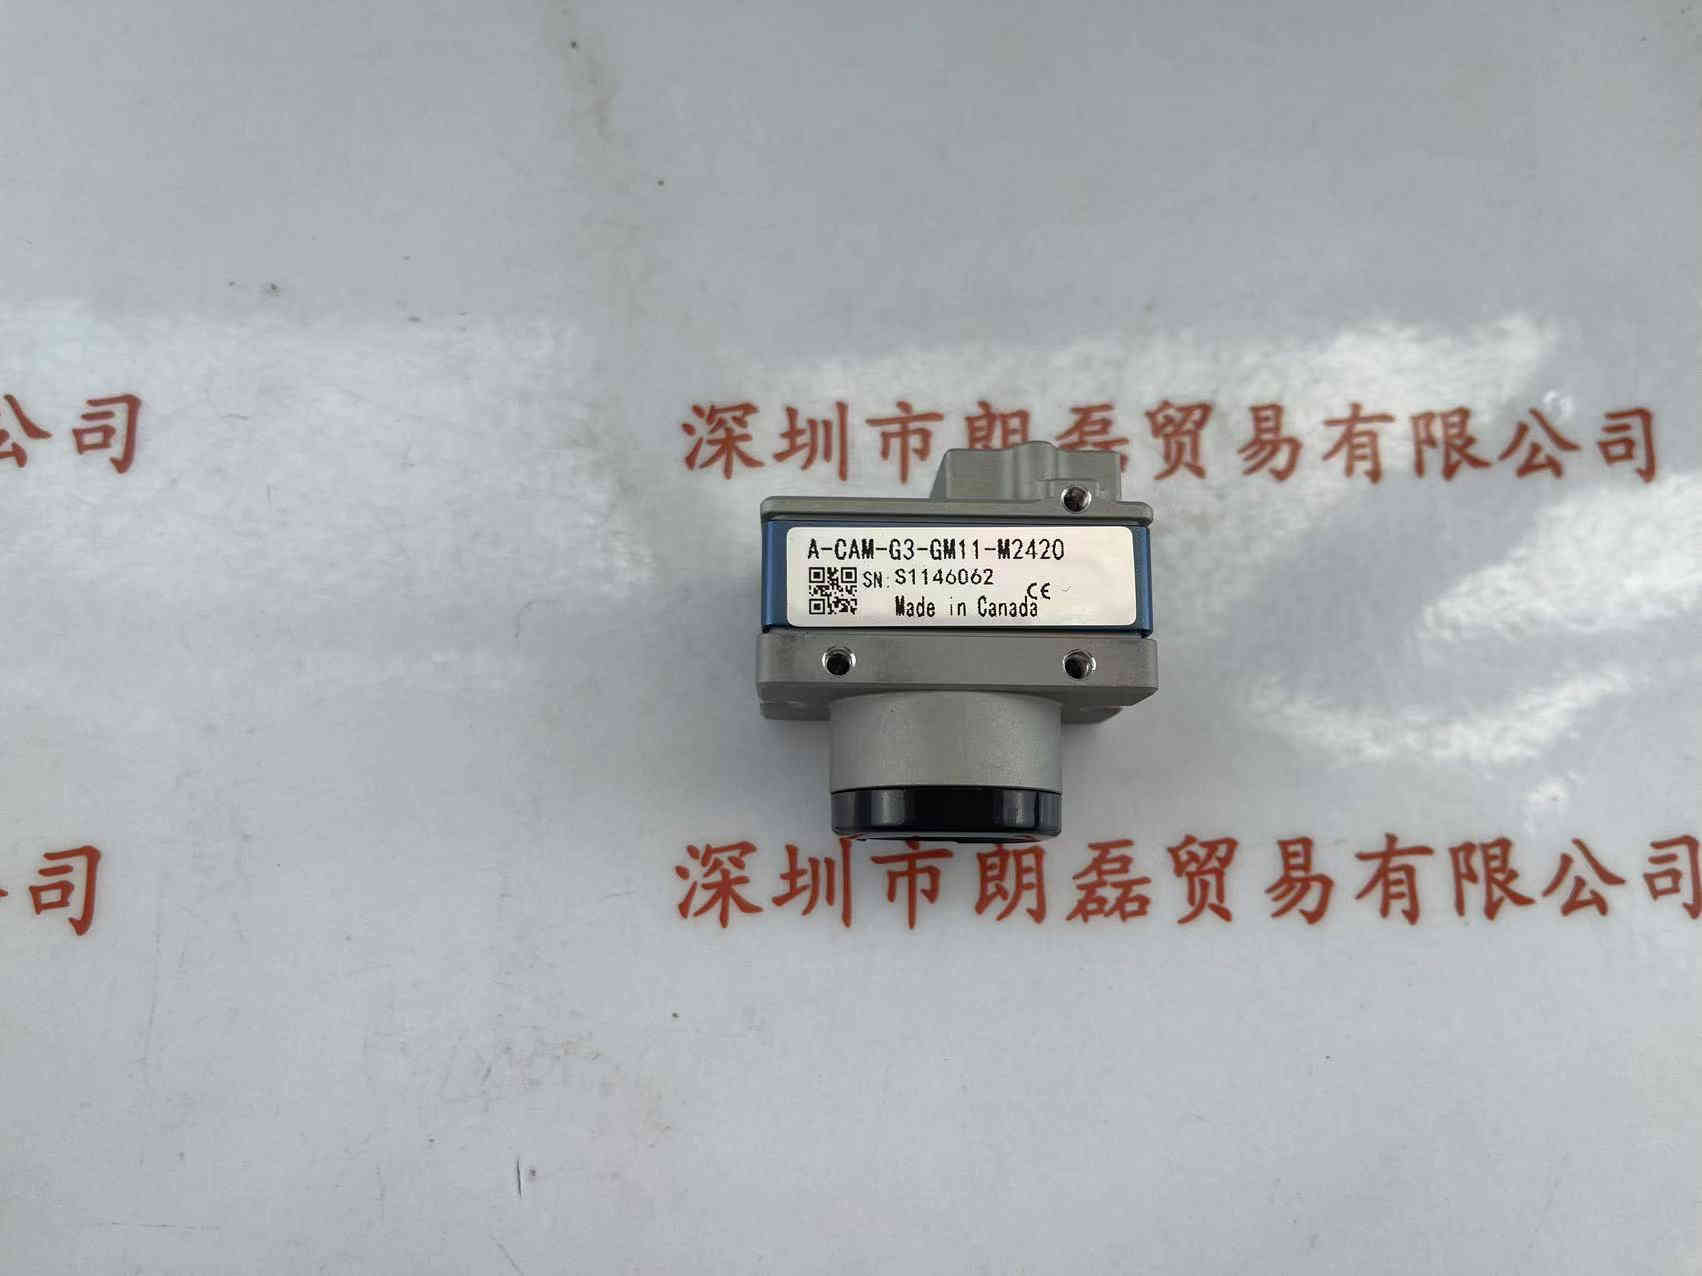 公司
深圳市朗磊贸易有限公司
A-CAM-G3-GM11-M2420
SN: S1146062
CE
Made in Canada
公司
深圳市朗磊贸易有限公司